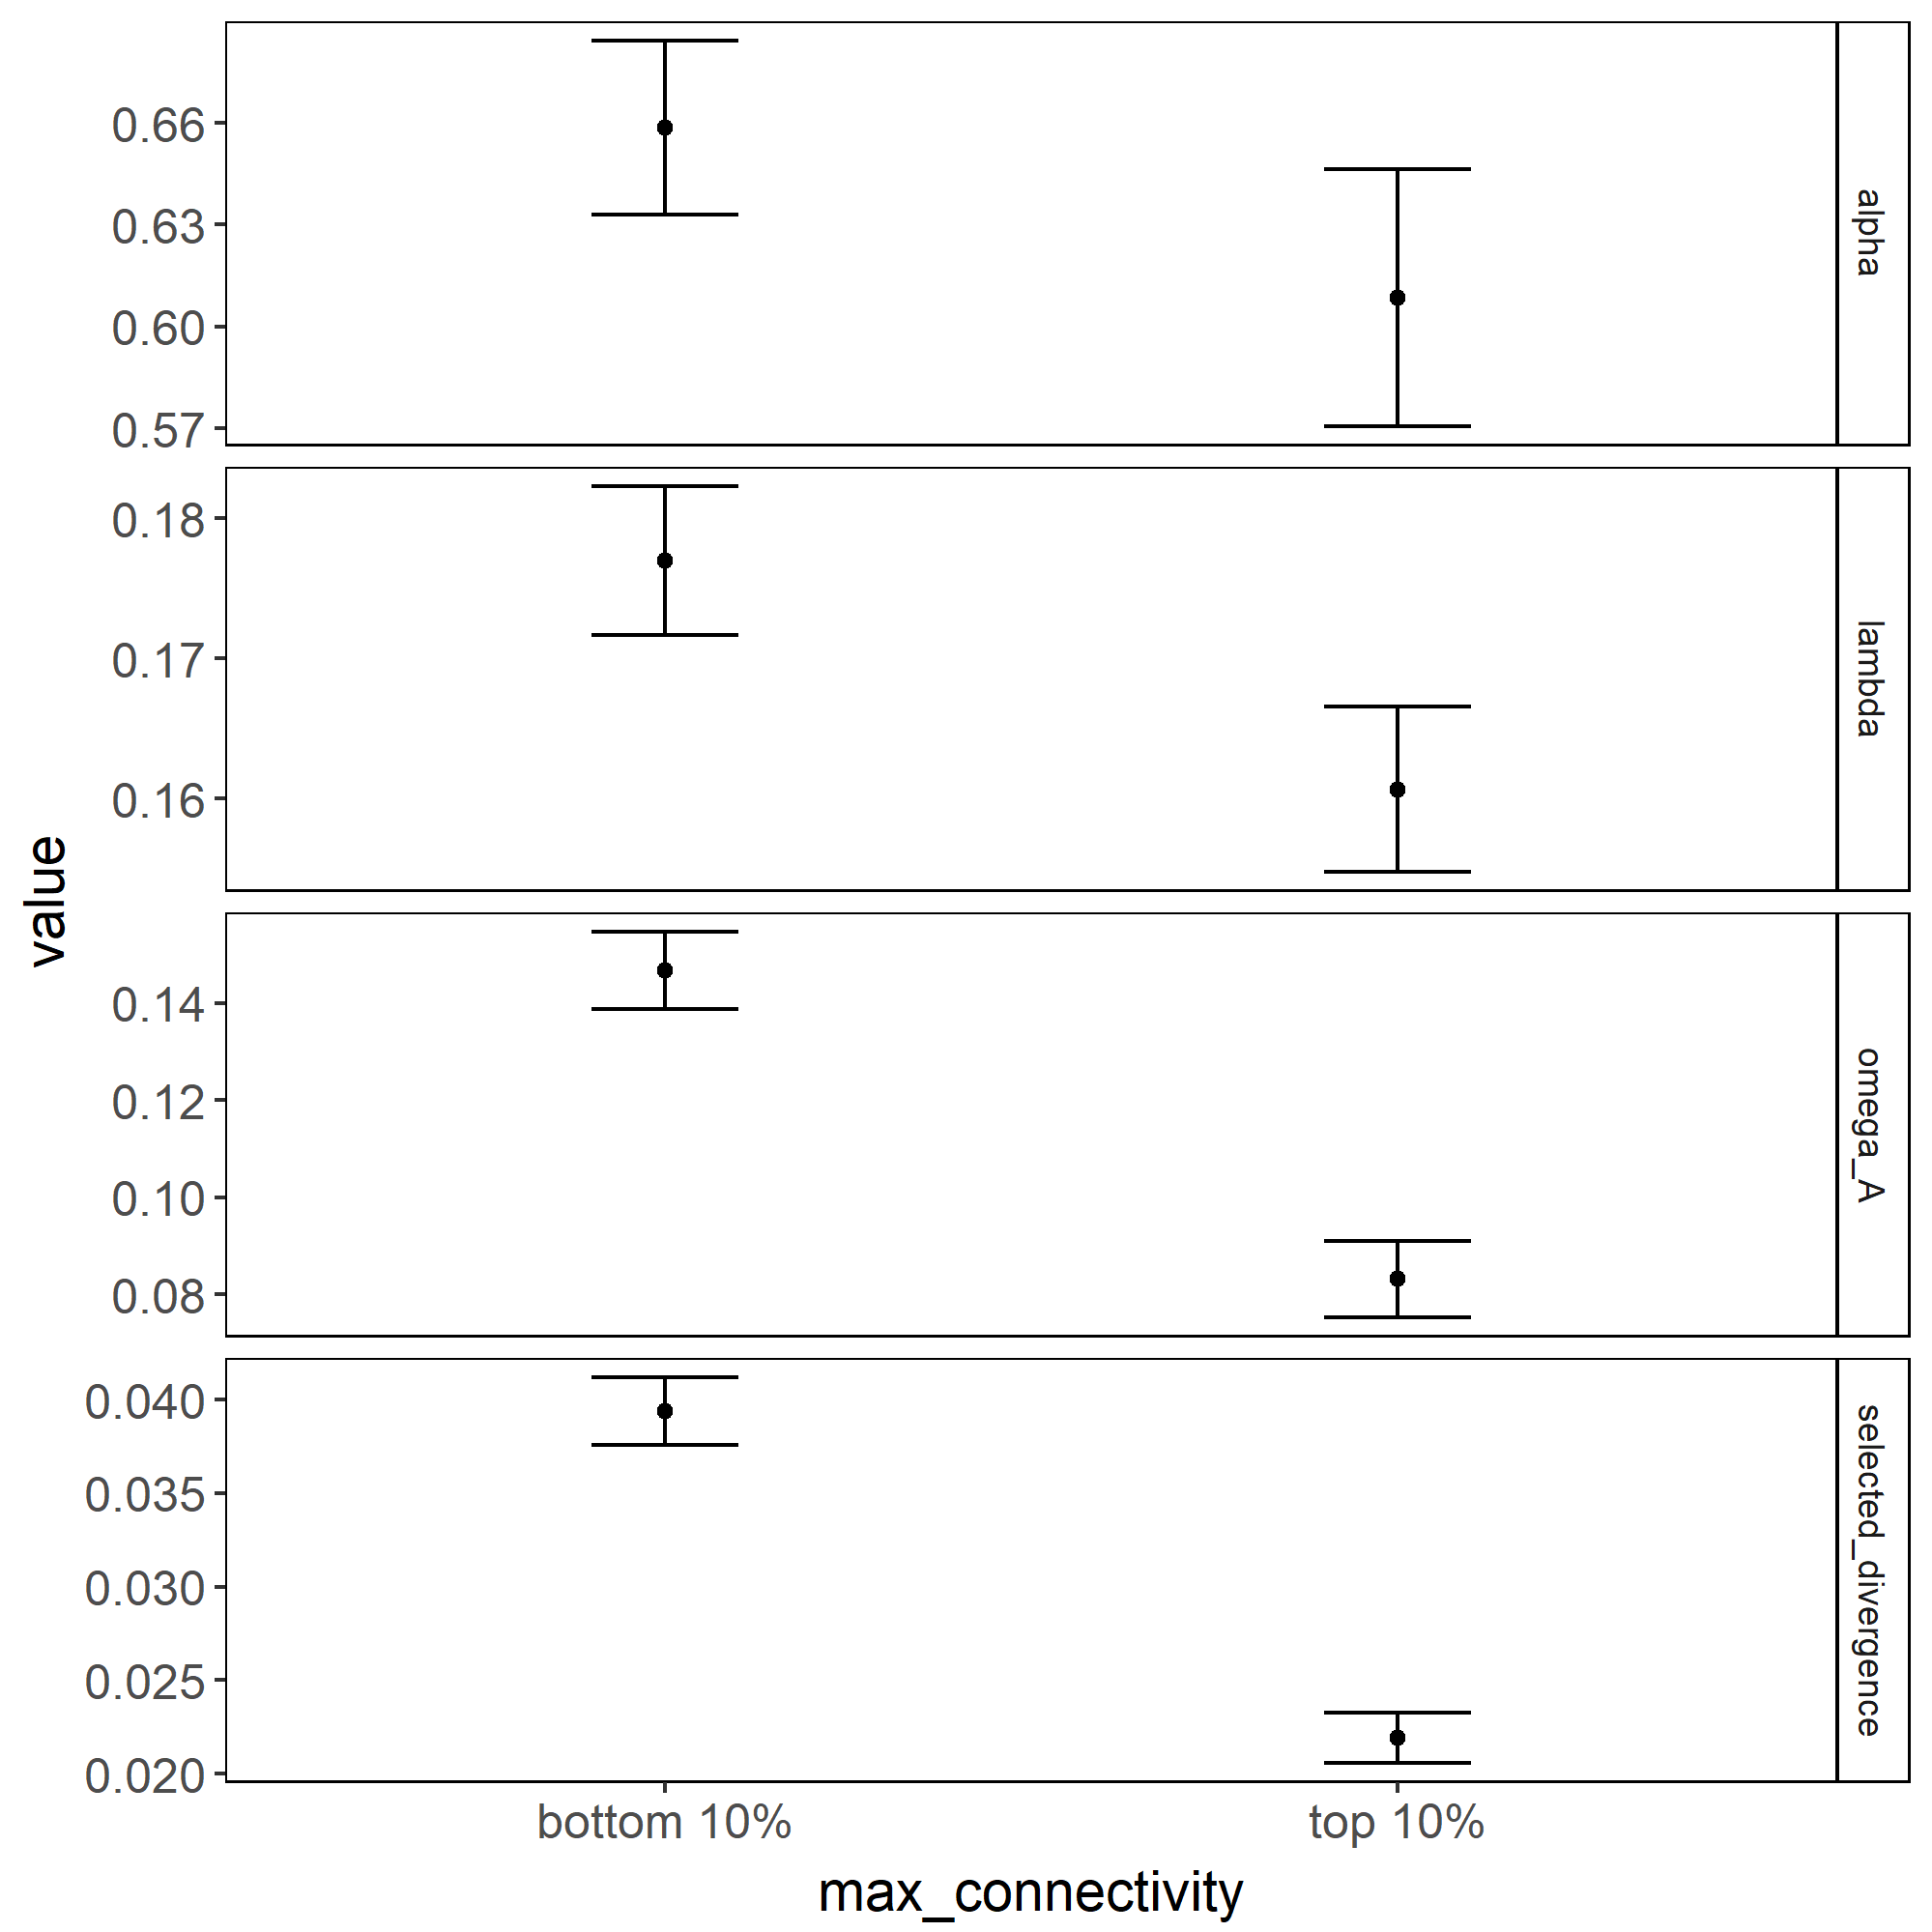 0.66
0.63
0.60
0.57
alpha
0.18
0.17
0.16
lambda
value
0.14
0.12
0.10
0.08
omega_A
0.040
0.035
0.030
0.025
0.020
selected_divergence
bottom 10%
top 10%
max_connectivity